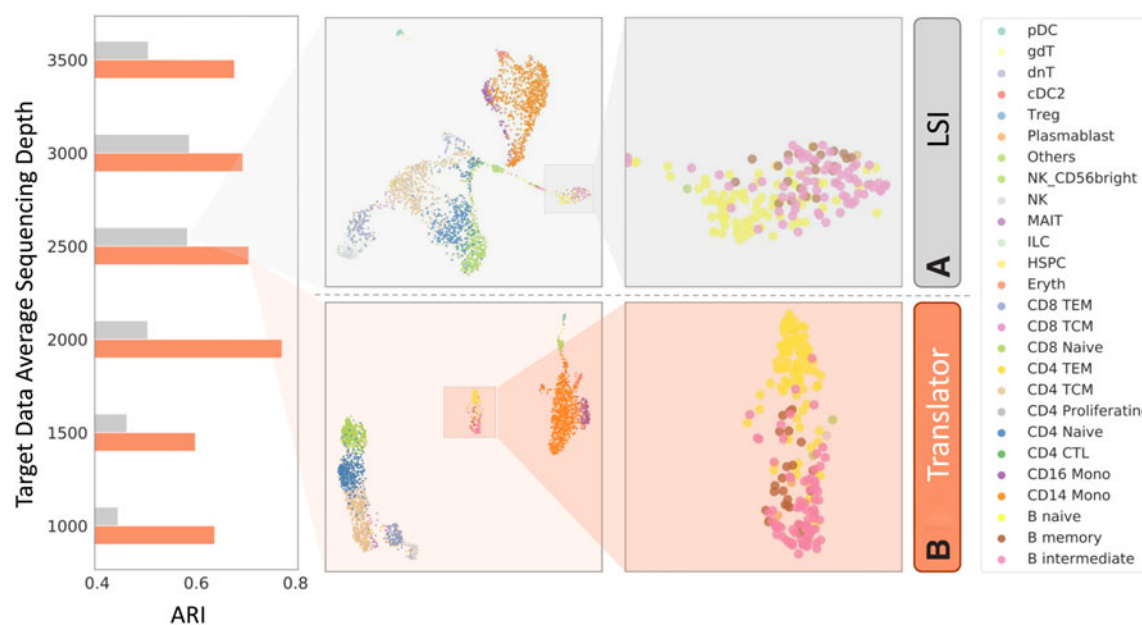 Target Data Average Sequencing Depth
3500
3000
2500
2000
1500
1000
0.4
0.6
0.8
ARI
LSI
A
Translator
B
pDC
gdT
dnT
cDC2
Treg
Plasmablast
Others
NK_CD56bright
NK
MAIT
ILC
HSPC
Eryth
CD8 TEM
CD8 TCM
CD8 Naive
CD4 TEM
CD4 TCM
CD4 Proliferating
CD4 Naive
CD4 CTL
CD16 Mono
CD14 Mono
B naive
B memory
B intermediate